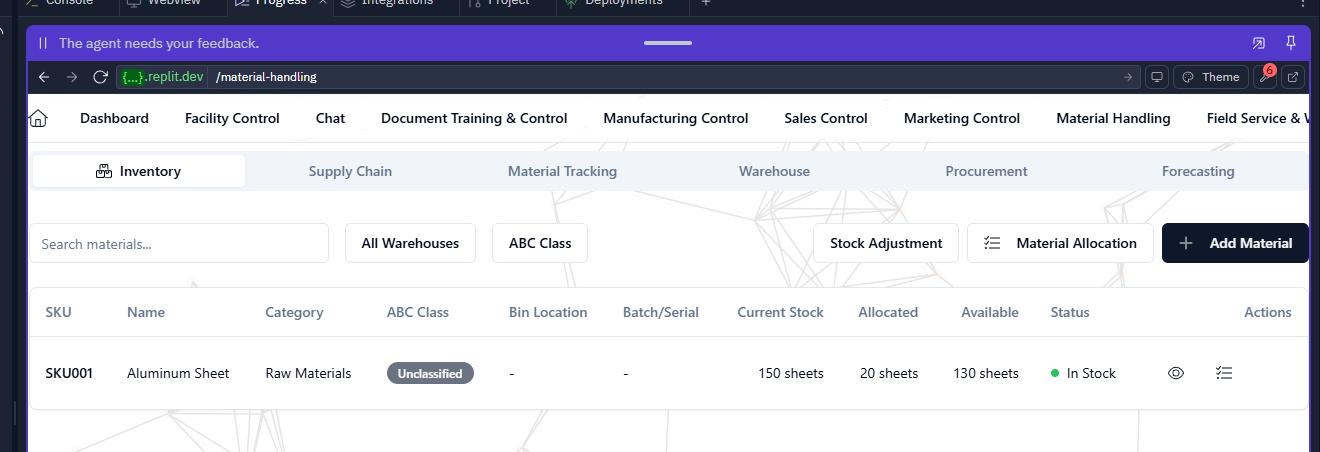 Console Webview Progress × Integrations Project Deployments +
The agent needs your feedback.
{...}.replit.dev /material-handling Theme 6
Dashboard Facility Control Chat Document Training & Control Manufacturing Control Sales Control Marketing Control Material Handling Field Service &
Inventory Supply Chain Material Tracking Warehouse Procurement Forecasting
Search materials... All Warehouses ABC Class Stock Adjustment Material Allocation + Add Material
SKU Name Category ABC Class Bin Location Batch/Serial Current Stock Allocated Available Status Actions
SKU001 Aluminum Sheet Raw Materials Unclassified - - 150 sheets 20 sheets 130 sheets In Stock